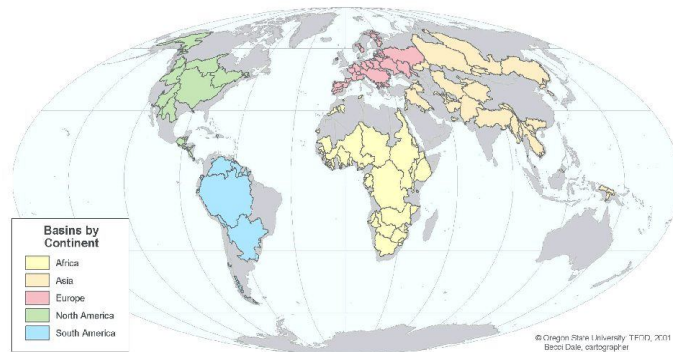 Basins by
Continent
Africa
Asia
Europe
North America
South America
© Oregon State University TFDD, 2001
Becci Dale, cartographer